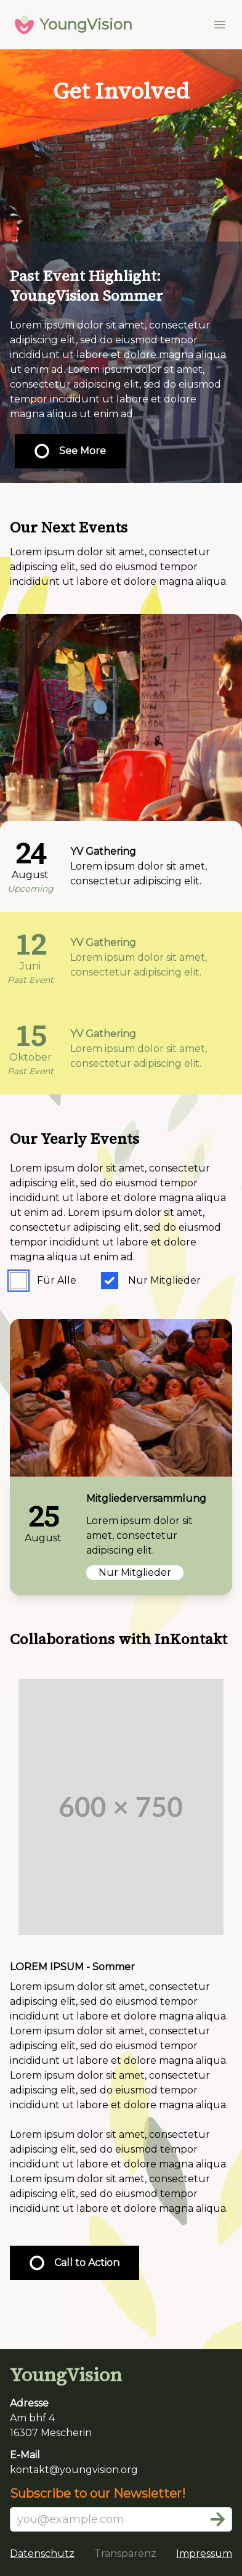 YoungVision
Get Involved
Past Event Highlight:
YoungVision Sommer
Lorem ipsum dolor sit amet, consectetur
adipiscing elit, sed do eiusmod tempor
incididunt ut labore et dolore magna aliqua
ut enim ad. Lorem ipsum dolor sit amet,
consectetur adipiscing elit, sed do eiusmod
tempor incididunt ut labore et dolore
magna aliqua ut enim ad.
See More
Our Next Events
Lorem ipsum dolor sit amet, consectetur
adipiscing elit, sed do eiusmod tempor
incididunt ut labore et dolore magna aliqua.
24
August
Upcoming
YV Gathering
Lorem ipsum dolor sit amet,
consectetur adipiscing elit.
12
Juni
Past Event
YV Gathering
Lorem ipsum dolor sit amet,
consectetur adipiscing elit.
15
Oktober
Past Event
YV Gathering
Lorem ipsum dolor sit amet,
consectetur adipiscing elit.
Our Yearly Events
Lorem ipsum dolor sit amet, consectetur
adipiscing elit, sed do eiusmod tempor
incididunt ut labore et dolore magna aliqua
ut enim ad. Lorem ipsum dolor sit amet,
consectetur adipiscing elit, sed do eiusmod
tempor incididunt ut labore et dolore
magna aliqua ut enim ad.
Für Alle Nur Mitglieder
25
August
Mitgliederversammlung
Lorem ipsum dolor sit
amet, consectetur
adipiscing elit.
Nur Mitglieder
Collaborations with InKontakt
600 × 750
LOREM IPSUM - Sommer
Lorem ipsum dolor sit amet, consectetur
adipiscing elit, sed do eiusmod tempor
incididunt ut labore et dolore magna aliqua.
Lorem ipsum dolor sit amet, consectetur
adipiscing elit, sed do eiusmod tempor
incididunt ut labore et dolore magna aliqua.
Lorem ipsum dolor sit amet, consectetur
adipiscing elit, sed do eiusmod tempor
incididunt ut labore et dolore magna aliqua.
Lorem ipsum dolor sit amet, consectetur
adipiscing elit, sed do eiusmod tempor
incididunt ut labore et dolore magna aliqua.
Lorem ipsum dolor sit amet, consectetur
adipiscing elit, sed do eiusmod tempor
incididunt ut labore et dolore magna aliqua.
Call to Action
YoungVision
Adresse
Am bhf 4
16307 Mescherin
E-Mail
kontakt@youngvision.org
Subscribe to our Newsletter!
you@example.com
Datenschutz Transparenz Impressum